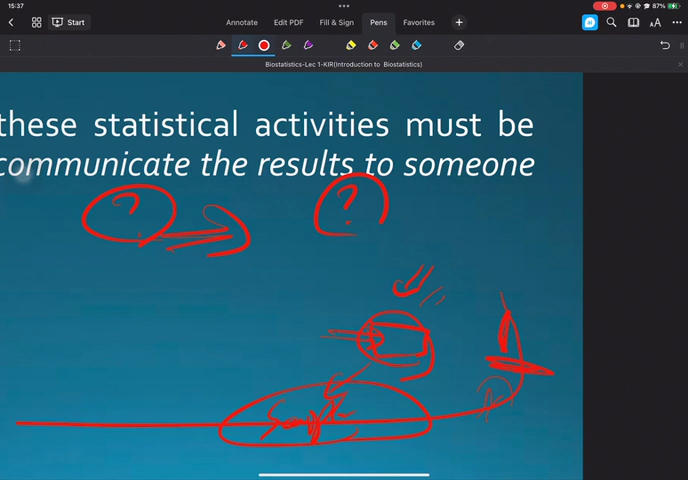 15:37
87%
Start
Annotate Edit PDF Fill & Sign Pens Favorites
Biostatistics-Lec 1-KIR(Introduction to Biostatistics)
these statistical activities must be
communicate the results to someone
? ?